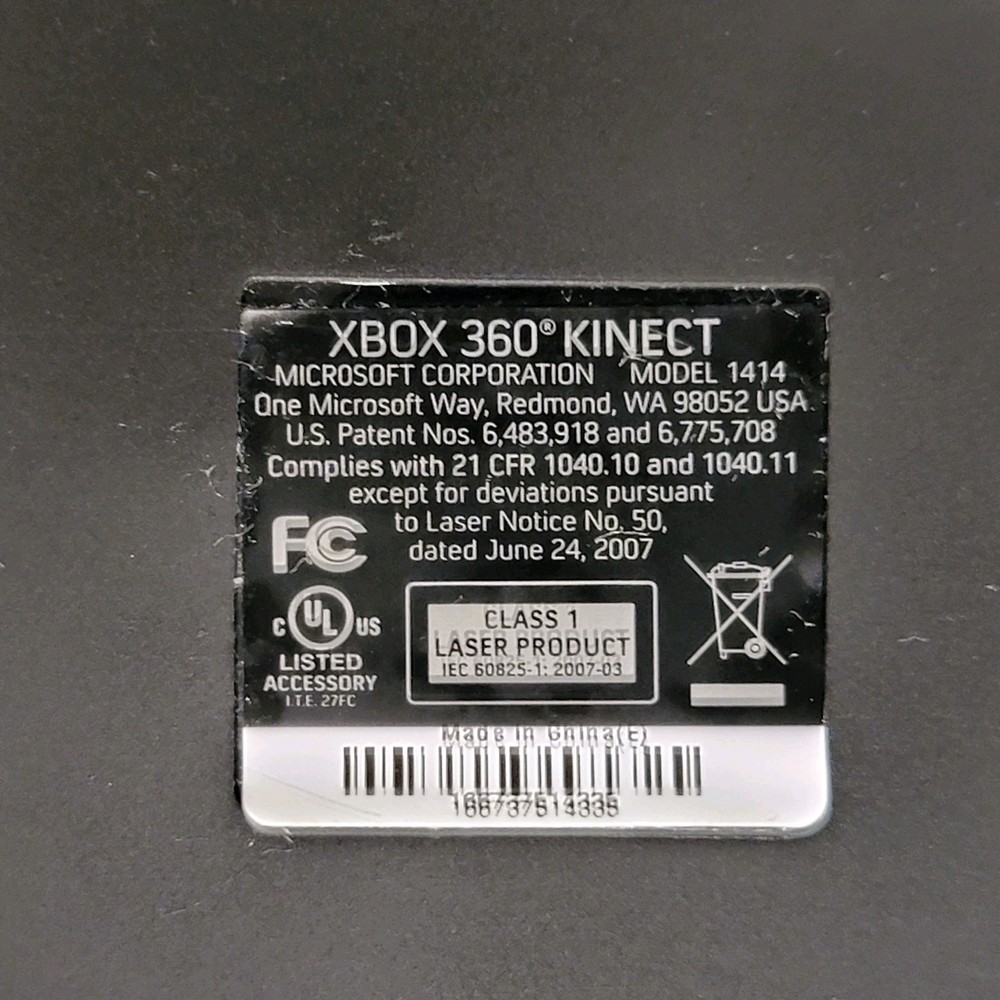 XBOX 360® KINECT
MICROSOFT CORPORATION MODEL 1414
One Microsoft Way, Redmond, WA 98052 USA
U.S. Patent Nos. 6,483,918 and 6,775,708
Complies with 21 CFR 1040.10 and 1040.11
except for deviations pursuant
to Laser Notice No. 50,
dated June 24, 2007
FC
C UL US
LISTED
ACCESSORY
I.T.E. 27FC
CLASS 1
LASER PRODUCT
IEC 60825-1: 2007-03
Made in China(E)